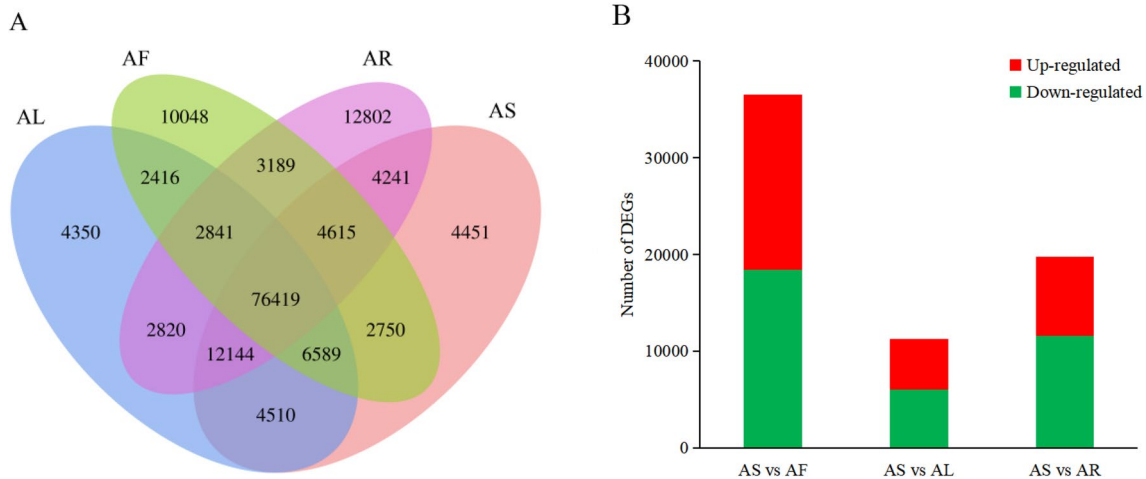 A
AL
AF
AR
AS
10048
12802
2416
3189
4241
4350
2841
4615
4451
76419
2820
12144
6589
2750
4510
B
Up-regulated
Down-regulated
Number of DEGs
40000
30000
20000
10000
0
AS vs AF
AS vs AL
AS vs AR